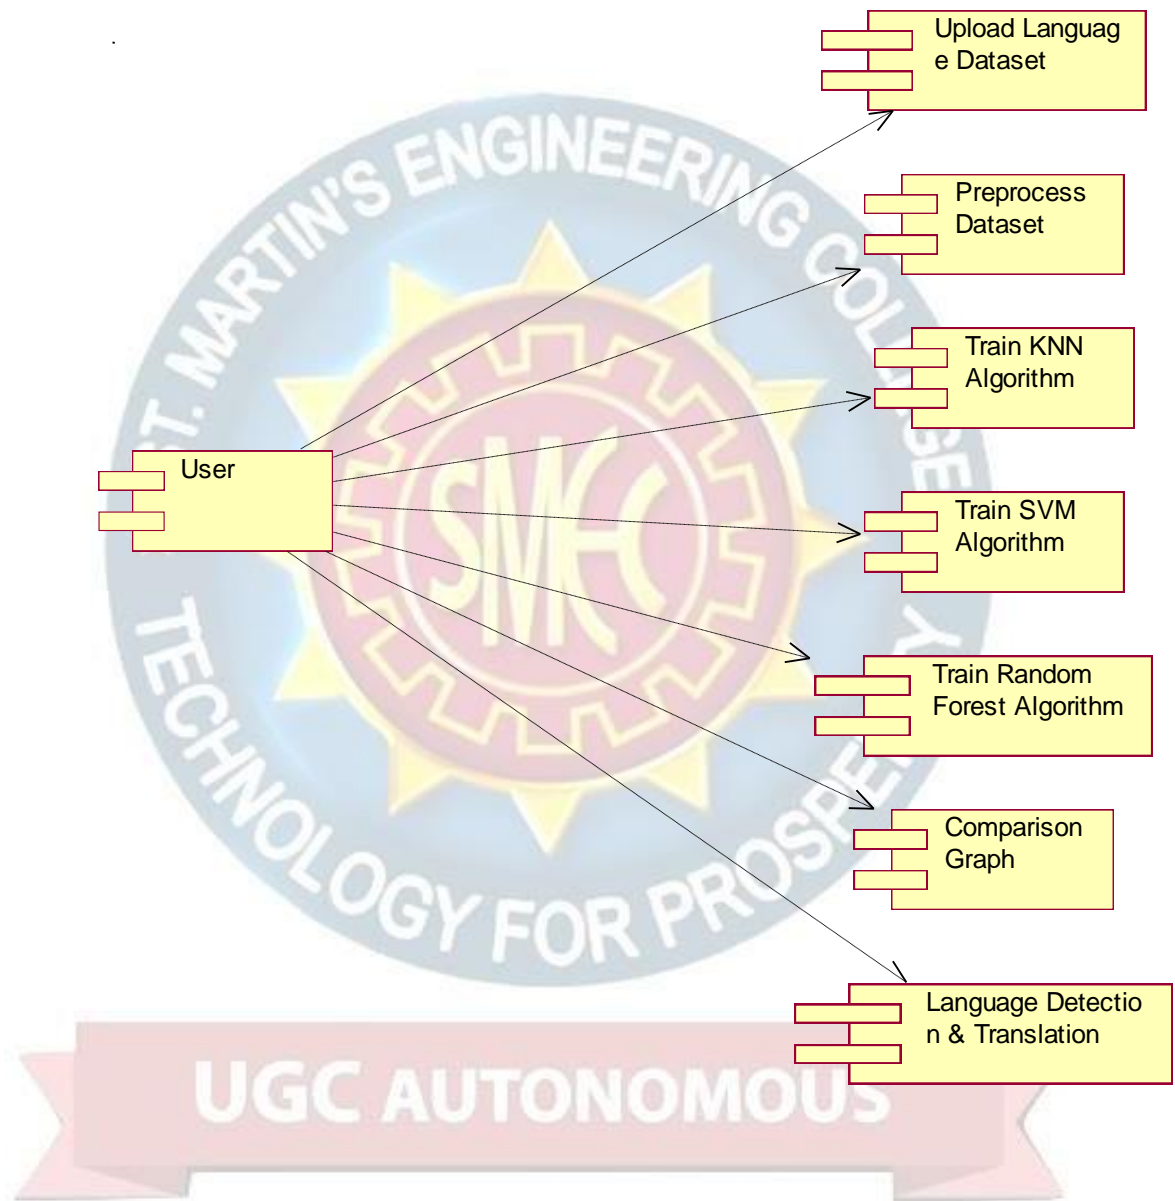 Upload Languag
e Dataset
Preprocess
Dataset
Train KNN
Algorithm
User
Train SVM
Algorithm
Train Random
Forest Algorithm
Comparison
Graph
Language Detectio
n & Translation
ST. MARTIN'S ENGINEERING COLLEGE
SMEC
TECHNOLOGY FOR PROSPERITY
UGC AUTONOMOUS